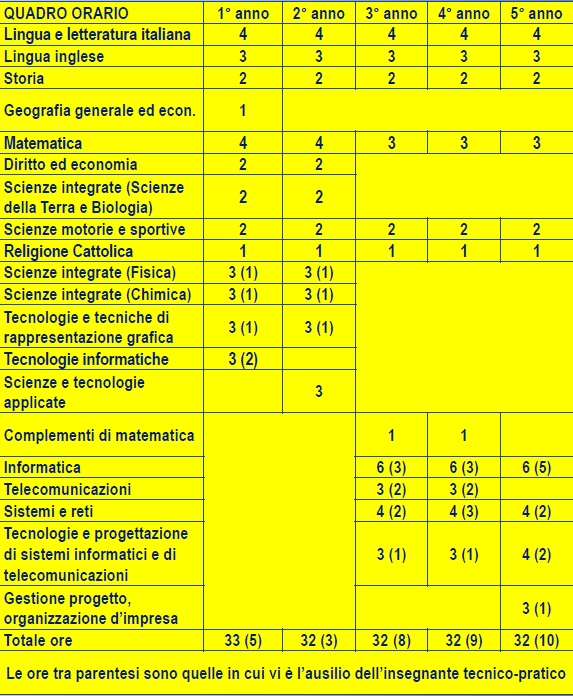 QUADRO ORARIO 1° anno 2° anno 3° anno 4° anno 5° anno
Lingua e letteratura italiana 4 4 4 4 4
Lingua inglese 3 3 3 3 3
Storia 2 2 2 2 2
Geografia generale ed econ. 1
Matematica 4 4 3 3 3
Diritto ed economia 2 2
Scienze integrate (Scienze
della Terra e Biologia) 2 2
Scienze motorie e sportive 2 2 2 2 2
Religione Cattolica 1 1 1 1 1
Scienze integrate (Fisica) 3 (1) 3 (1)
Scienze integrate (Chimica) 3 (1) 3 (1)
Tecnologie e tecniche di
rappresentazione grafica 3 (1) 3 (1)
Tecnologie informatiche 3 (2)
Scienze e tecnologie
applicate 3
Complementi di matematica 1 1
Informatica 6 (3) 6 (3) 6 (5)
Telecomunicazioni 3 (2) 3 (2)
Sistemi e reti 4 (2) 4 (3) 4 (2)
Tecnologie e progettazione
di sistemi informatici e di
telecomunicazioni 3 (1) 3 (1) 4 (2)
Gestione progetto,
organizzazione d'impresa 3 (1)
Totale ore 33 (5) 32 (3) 32 (8) 32 (9) 32 (10)
Le ore tra parentesi sono quelle in cui vi è l'ausilio dell'insegnante tecnico-pratico